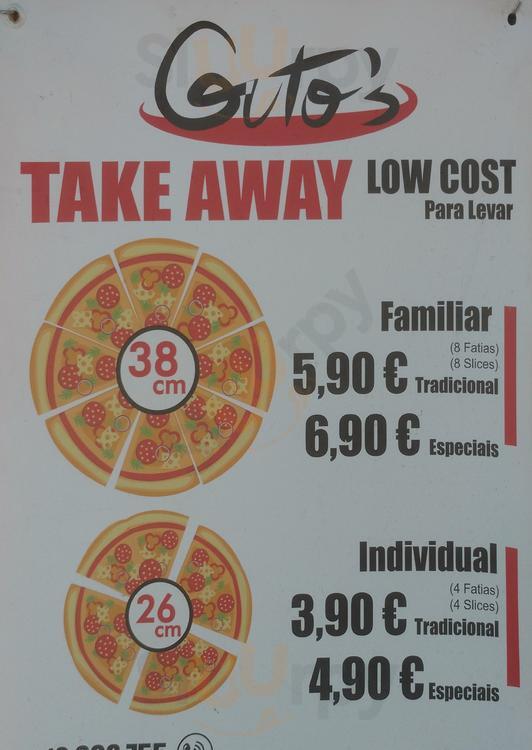 Guto's
TAKE AWAY LOW COST
Para Levar
38
cm
Familiar
(8 Fatias)
(8 Slices)
5,90 € Tradicional
6,90 € Especiais
26
cm
Individual
(4 Fatias)
(4 Slices)
3,90 € Tradicional
4,90 € Especiais